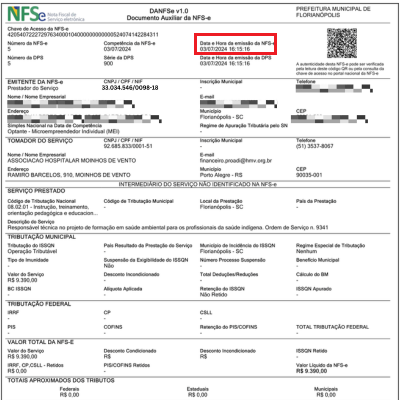 NFSe Nota Fiscal de Serviço eletrônica
DANFSe v1.0
Documento Auxiliar da NFS-e
PREFEITURA MUNICIPAL DE FLORIANÓPOLIS
Chave de Acesso da NFS-e
Número da NFS-e Competência da NFS-e Data e Hora da emissão da NFS-e
5 03/07/2024 03/07/2024 16:15:16
Número da DPS Série da DPS Data e Hora da emissão da DPS
5 900 03/07/2024 16:15:16
A autenticidade desta NFS-e pode ser verificada
pela leitura deste código QR ou pela consulta da
chave de acesso no portal nacional da NFS-e
EMITENTE DA NFS-e CNPJ / CPF / NIF Inscrição Municipal Telefone
Prestador do Serviço 33.034.546/0098-18 -
Nome / Nome Empresarial E-mail
Endereço Município CEP
Florianópolis - SC
Simples Nacional na Data de Competência Regime de Apuração Tributária pelo SN
Optante - Microempreendedor Individual (MEI) -
TOMADOR DO SERVIÇO CNPJ / CPF / NIF Inscrição Municipal Telefone
92.685.833/0001-51 - (51) 3537-8067
Nome / Nome Empresarial E-mail
ASSOCIACAO HOSPITALAR MOINHOS DE VENTO financeiro.proadi@hmv.org.br
Endereço Município CEP
RAMIRO BARCELOS, 910, MOINHOS DE VENTO Porto Alegre - RS 90035-001
INTERMEDIÁRIO DO SERVIÇO NÃO IDENTIFICADO NA NFS-e
SERVIÇO PRESTADO
Código de Tributação Nacional Código de Tributação Municipal Local da Prestação País da Prestação
08.02.01 - Instrução, treinamento, - Florianópolis - SC -
orientação pedagógica e educacion...
Descrição do Serviço
Responsável técnica no projeto de formação em saúde ambiental para os profissionais da saúde indígena. Ordem de Serviço n. 9341
TRIBUTAÇÃO MUNICIPAL
Tributação do ISSQN País Resultado da Prestação do Serviço Município de Incidência do ISSQN Regime Especial de Tributação
Operação Tributável - Florianópolis - SC Nenhum
Tipo de Imunidade Suspensão da Exigibilidade do ISSQN Número Processo Suspensão Benefício Municipal
- Não - -
Valor do Serviço Desconto Incondicionado Total Deduções/Reduções Cálculo do BM
R$ 9.390,00 - - -
BC ISSQN Alíquota Aplicada Retenção do ISSQN ISSQN Apurado
- - Não Retido -
TRIBUTAÇÃO FEDERAL
IRRF CP CSLL
- - -
PIS COFINS Retenção do PIS/COFINS TOTAL TRIBUTAÇÃO FEDERAL
- - - -
VALOR TOTAL DA NFS-E
Valor do Serviço Desconto Condicionado Desconto Incondicionado ISSQN Retido
R$ 9.390,00 R$ R$ -
IRRF, CP,CSLL - Retidos PIS/COFINS Retidos Valor Líquido da NFS-e
R$ 0,00 - R$ 9.390,00
TOTAIS APROXIMADOS DOS TRIBUTOS
Federais Estaduais Municipais
R$ 0,00 R$ 0,00 R$ 0,00